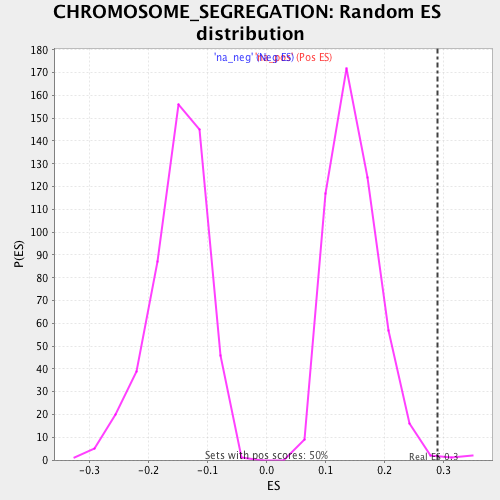 CHROMOSOME_SEGREGATION: Random ES
distribution
'na_neg' (Neg ES)
(Pos ES)
180
170
160
150
140
130
120
110
100
90
80
70
60
50
40
30
20
10
0
P(ES)
Sets with pos scores: 50%
Real ES 0.3
-0.3 -0.2 -0.1 0.0 0.1 0.2 0.3
ES